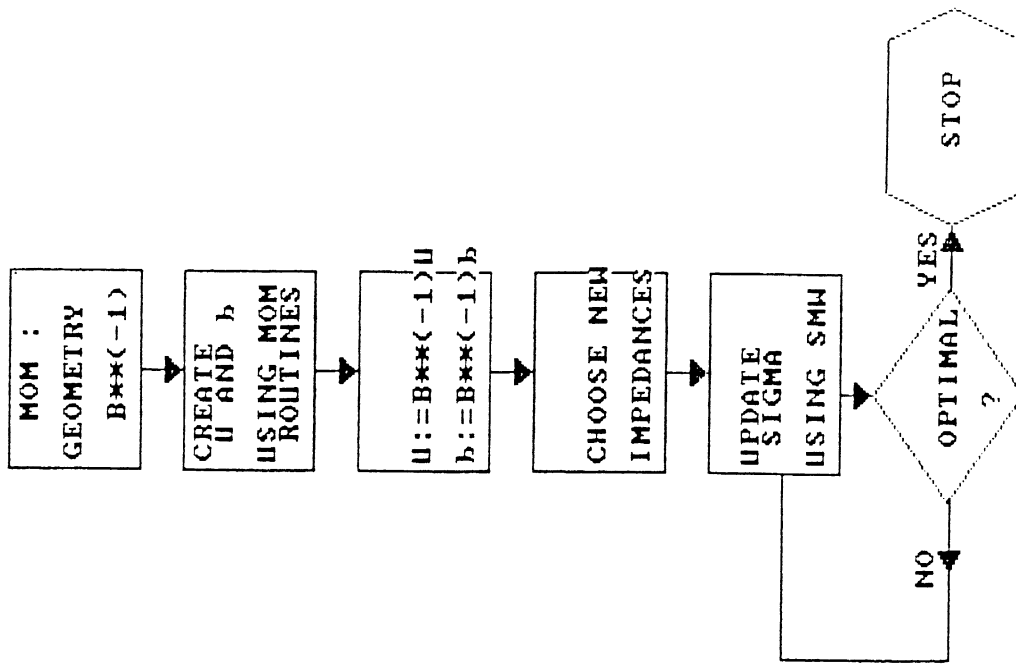 MOM :
GEOMETRY
B**(-1)
CREATE
U AND b
USING MOM
ROUTINES
U:=B**(-1)U
b:=B**(-1)b
CHOOSE NEW
IMPEDANCES
UPDATE
SIGMA
USING SMW
OPTIMAL
?
NO
YES
STOP